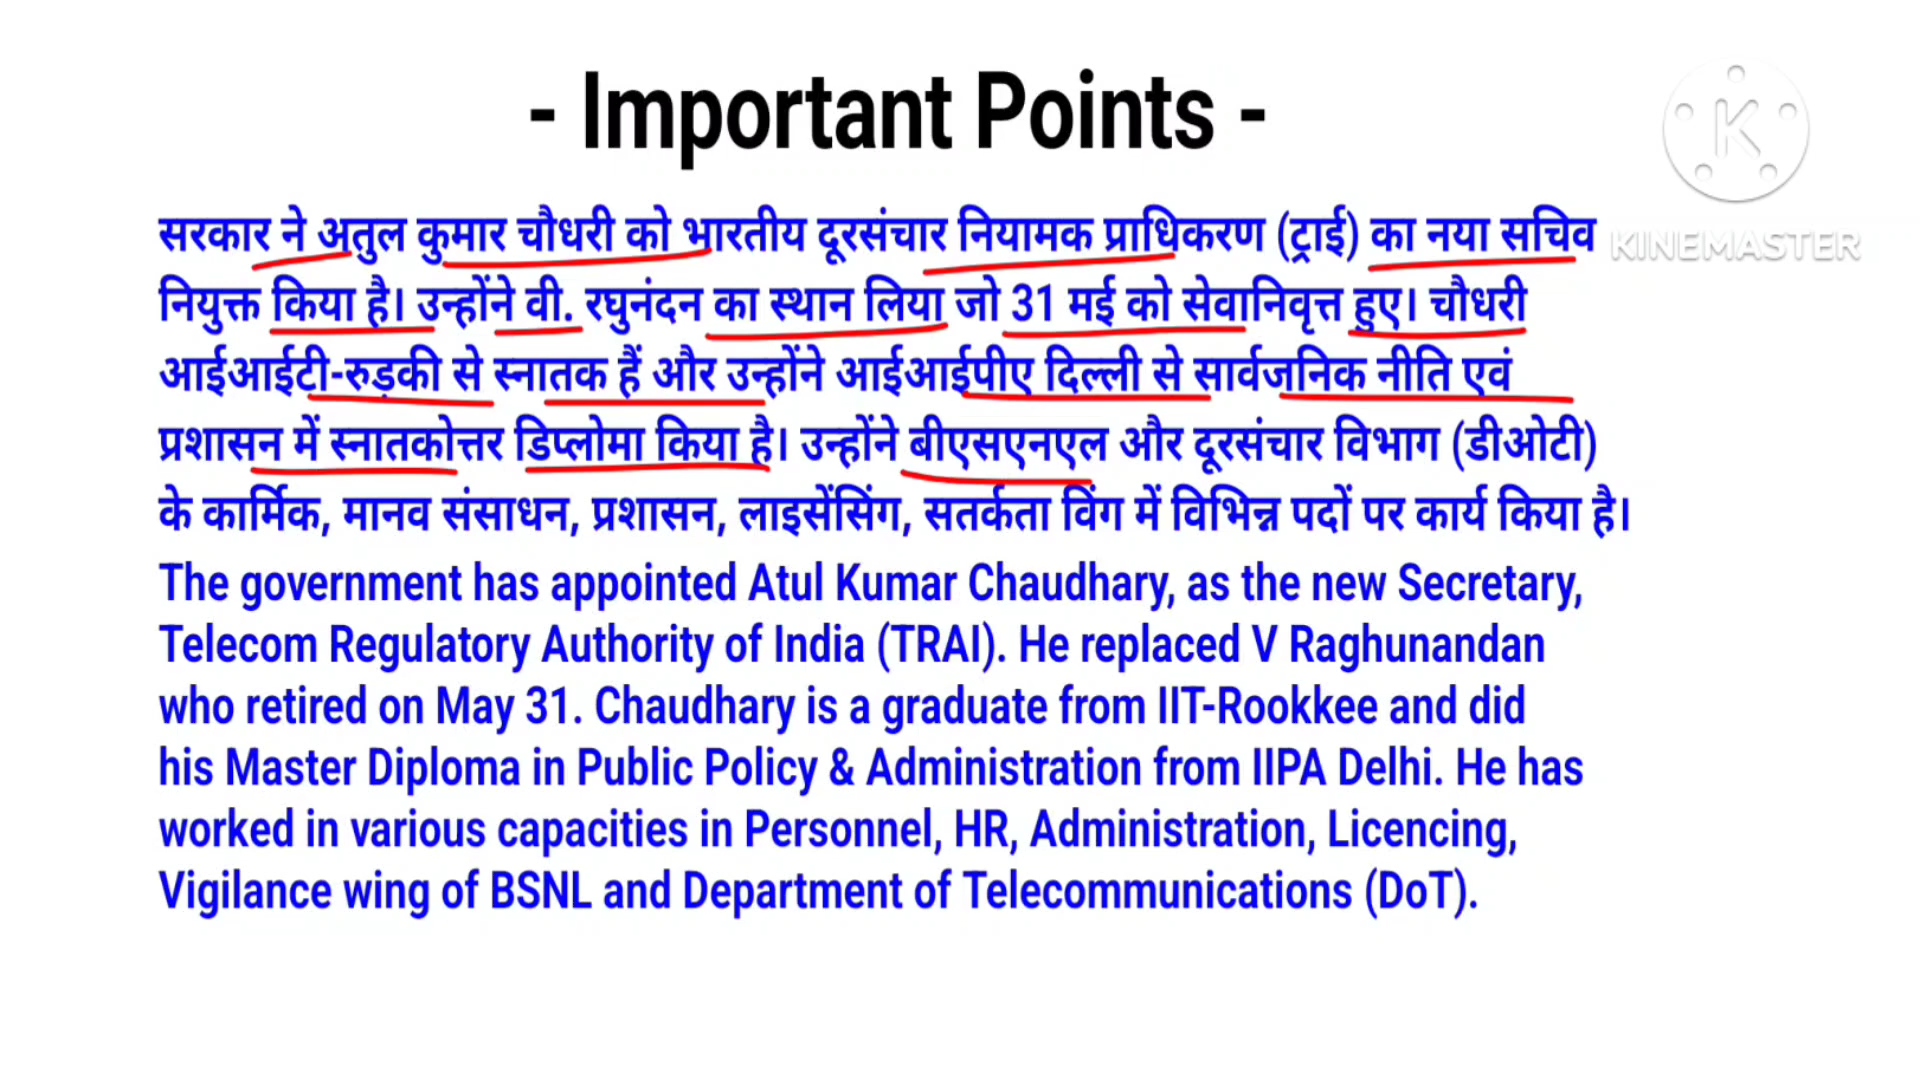 - Important Points -
K
KINEMASTER
सरकार ने अतुल कुमार चौधरी को भारतीय दूरसंचार नियामक प्राधिकरण (ट्राई) का नया सचिव
नियुक्त किया है। उन्होंने वी. रघुनंदन का स्थान लिया जो 31 मई को सेवानिवृत्त हुए। चौधरी
आईआईटी-रुड़की से स्नातक हैं और उन्होंने आईआईपीए दिल्ली से सार्वजनिक नीति एवं
प्रशासन में स्नातकोत्तर डिप्लोमा किया है। उन्होंने बीएसएनएल और दूरसंचार विभाग (डीओटी)
के कार्मिक, मानव संसाधन, प्रशासन, लाइसेंसिंग, सतर्कता विंग में विभिन्न पदों पर कार्य किया है।
The government has appointed Atul Kumar Chaudhary, as the new Secretary,
Telecom Regulatory Authority of India (TRAI). He replaced V Raghunandan
who retired on May 31. Chaudhary is a graduate from IIT-Rookkee and did
his Master Diploma in Public Policy & Administration from IIPA Delhi. He has
worked in various capacities in Personnel, HR, Administration, Licencing,
Vigilance wing of BSNL and Department of Telecommunications (DoT).